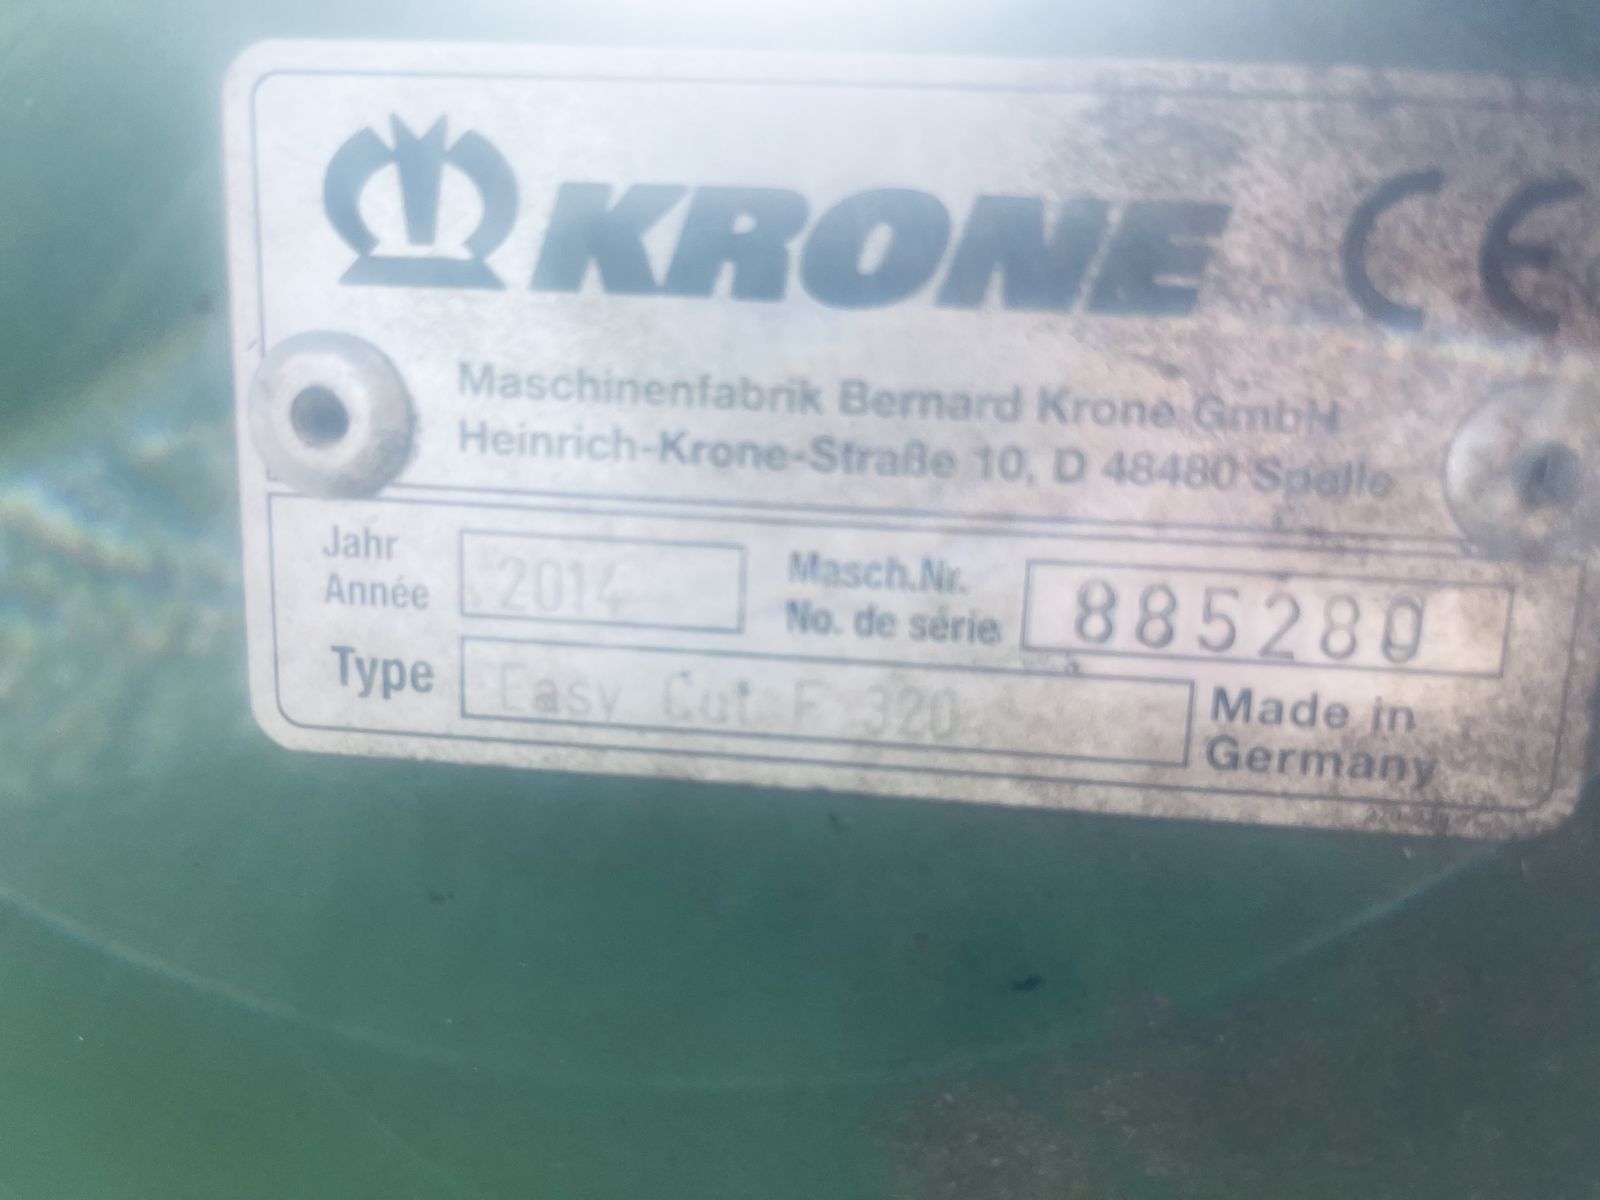 KRONE CE
Maschinenfabrik Bernard Krone GmbH
Heinrich-Krone-Straße 10, D 48480 Spelle
Jahr
Année
2014
Masch.Nr.
No. de série
885280
Type
Easy Cut F 320
Made in
Germany